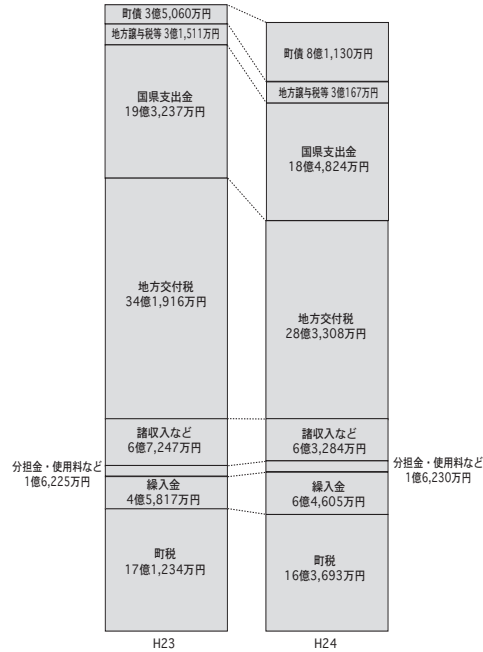 町債 3億5,060万円
地方譲与税等 3億1,511万円
国県支出金
19億3,237万円
地方交付税
34億1,916万円
諸収入など
6億7,247万円
分担金・使用料など
1億6,225万円
繰入金
4億5,817万円
町税
17億1,234万円
H23
町債 8億1,130万円
地方譲与税等 3億167万円
国県支出金
18億4,824万円
地方交付税
28億3,308万円
諸収入など
6億3,284万円
分担金・使用料など
1億6,230万円
繰入金
6億4,605万円
町税
16億3,693万円
H24